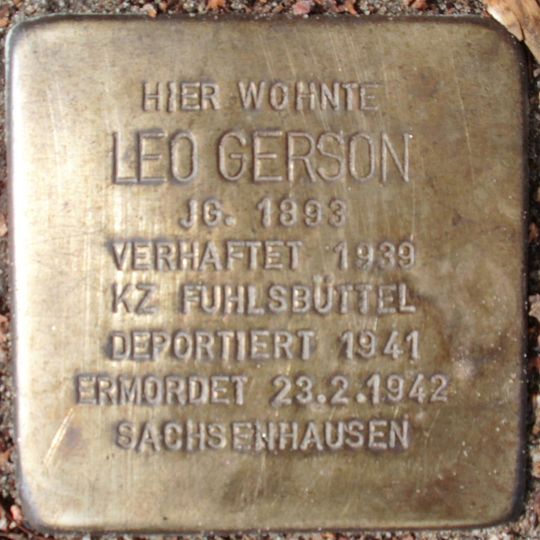 HIER WOHNTE
LEO GERSON
JG. 1893
VERHAFTET 1939
KZ FUHLSBÜTTEL
DEPORTIERT 1941
ERMORDET 23.2.1942
SACHSENHAUSEN